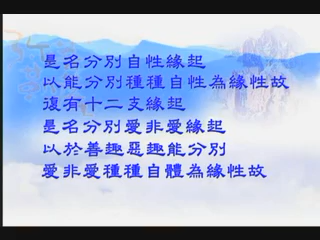 是名分別自性緣起
以能分別種種自性為緣性故
復有十二支緣起
是名分別愛非愛緣起
以於善趣惡趣能分別
愛非愛種種自體為緣性故